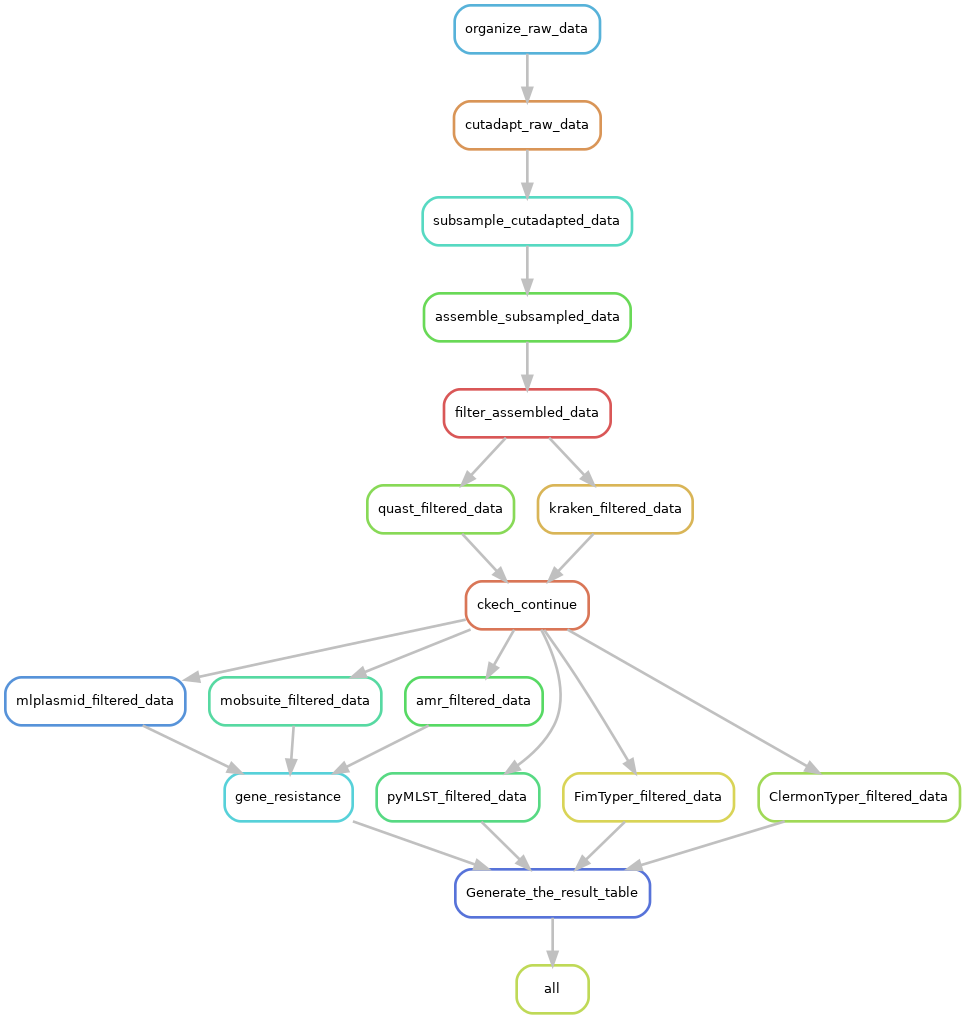 organize_raw_data
cutadapt_raw_data
subsample_cutadapted_data
assemble_subsampled_data
filter_assembled_data
quast_filtered_data
kraken_filtered_data
ckech_continue
mlplasmid_filtered_data
mobsuite_filtered_data
amr_filtered_data
gene_resistance
pyMLST_filtered_data
FimTyper_filtered_data
ClermonTyper_filtered_data
Generate_the_result_table
all